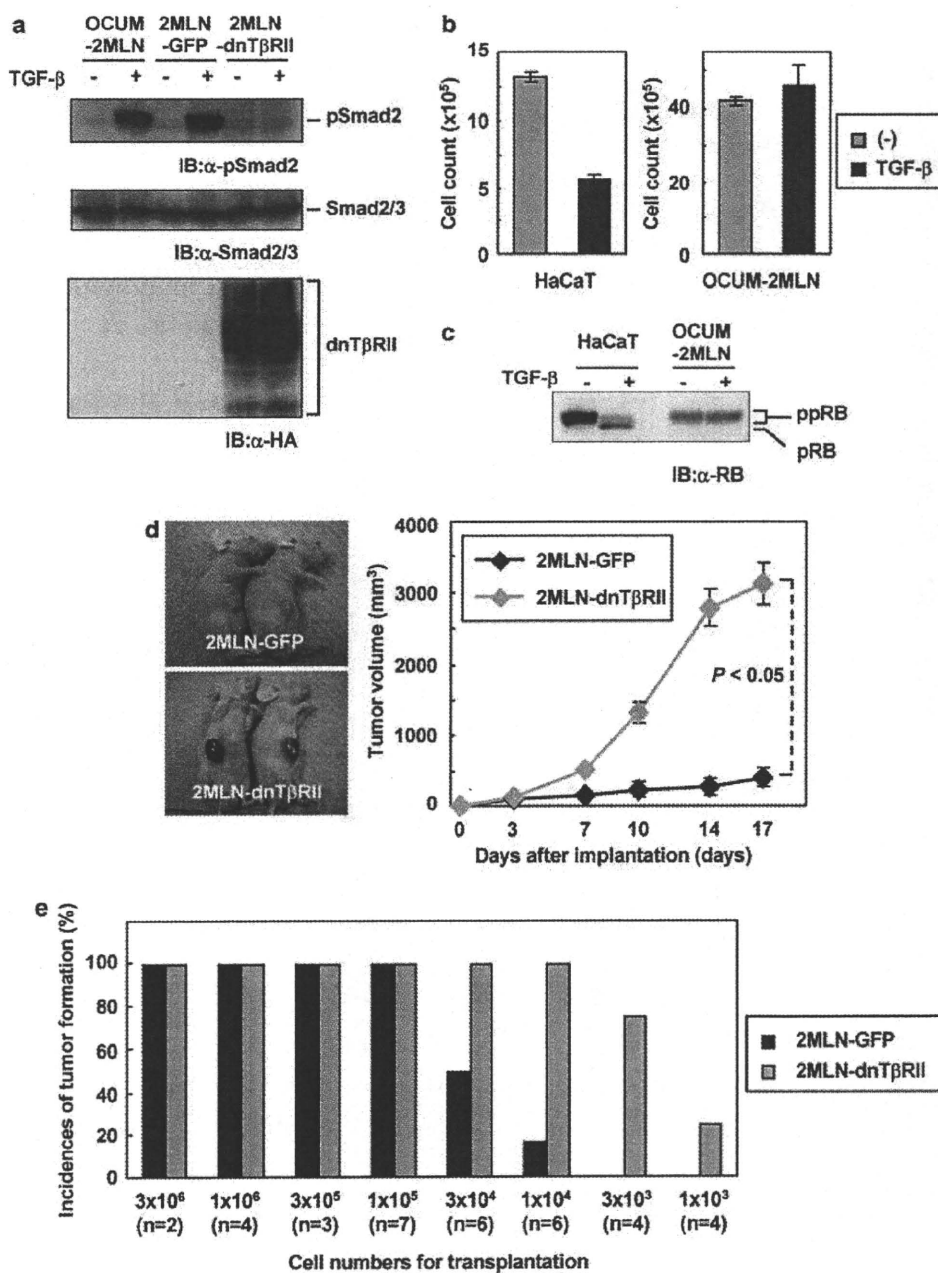 a
OCUM 2MLN 2MLN
-2MLN -GFP -dnTβRII
TGF-β - + - + - +
pSmad2
IB:α-pSmad2
Smad2/3
IB:α-Smad2/3
dnTβRII
IB:α-HA
b
Cell count (x10⁵)
15
10
5
0
HaCaT
Cell count (x10⁵)
40
20
0
OCUM-2MLN
(-)
TGF-β
c
HaCaT OCUM
-2MLN
TGF-β - + - +
ppRB
pRB
IB:α-RB
d
2MLN-GFP
2MLN-dnTβRII
Tumor volume (mm³)
4000
3000
2000
1000
0
2MLN-GFP
2MLN-dnTβRII
P < 0.05
0 3 7 10 14 17
Days after implantation (days)
e
Incidences of tumor formation (%)
100
80
60
40
20
0
3x10⁶ 1x10⁶ 3x10⁵ 1x10⁵ 3x10⁴ 1x10⁴ 3x10³ 1x10³
(n=2) (n=4) (n=3) (n=7) (n=6) (n=6) (n=4) (n=4)
Cell numbers for transplantation
2MLN-GFP
2MLN-dnTβRII